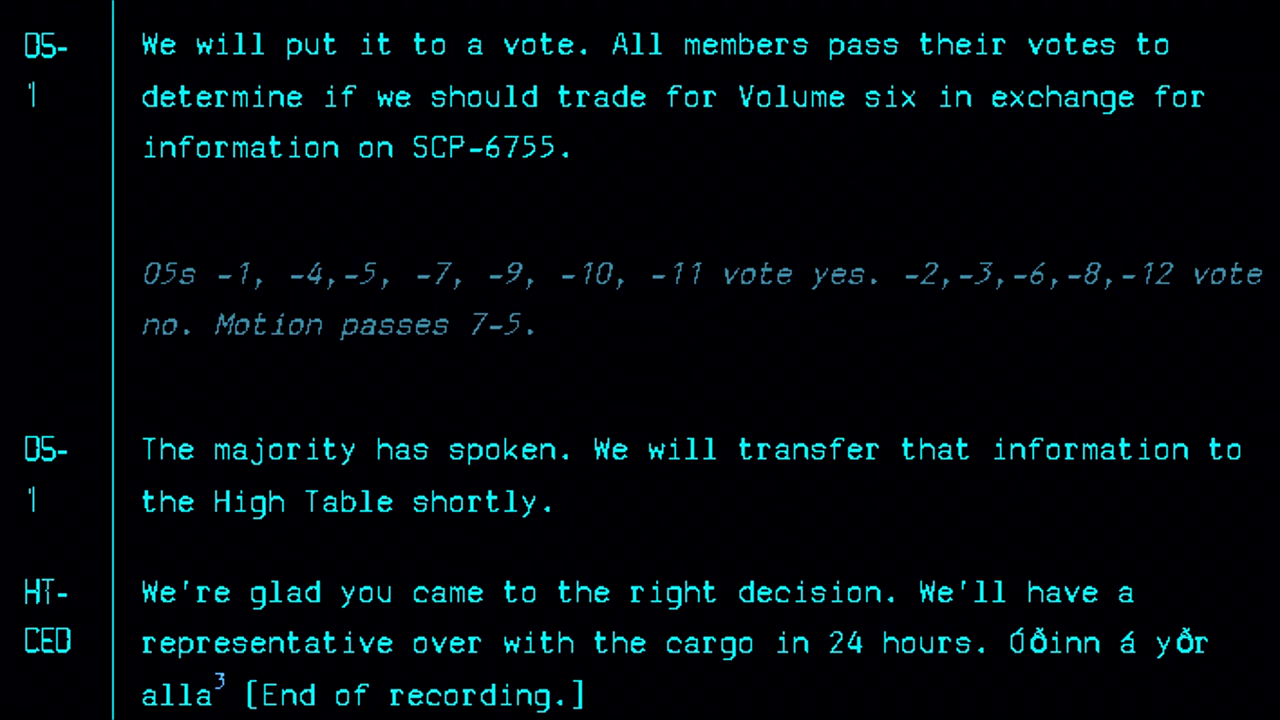 O5- We will put it to a vote. All members pass their votes to
1 determine if we should trade for Volume six in exchange for
information on SCP-6755.
O5s -1, -4,-5, -7, -9, -10, -11 vote yes. -2,-3,-6,-8,-12 vote
no. Motion passes 7-5.
O5- The majority has spoken. We will transfer that information to
1 the High Table shortly.
HT- We're glad you came to the right decision. We'll have a
CEO representative over with the cargo in 24 hours. Óðinn á yðr
alla³ [End of recording.]